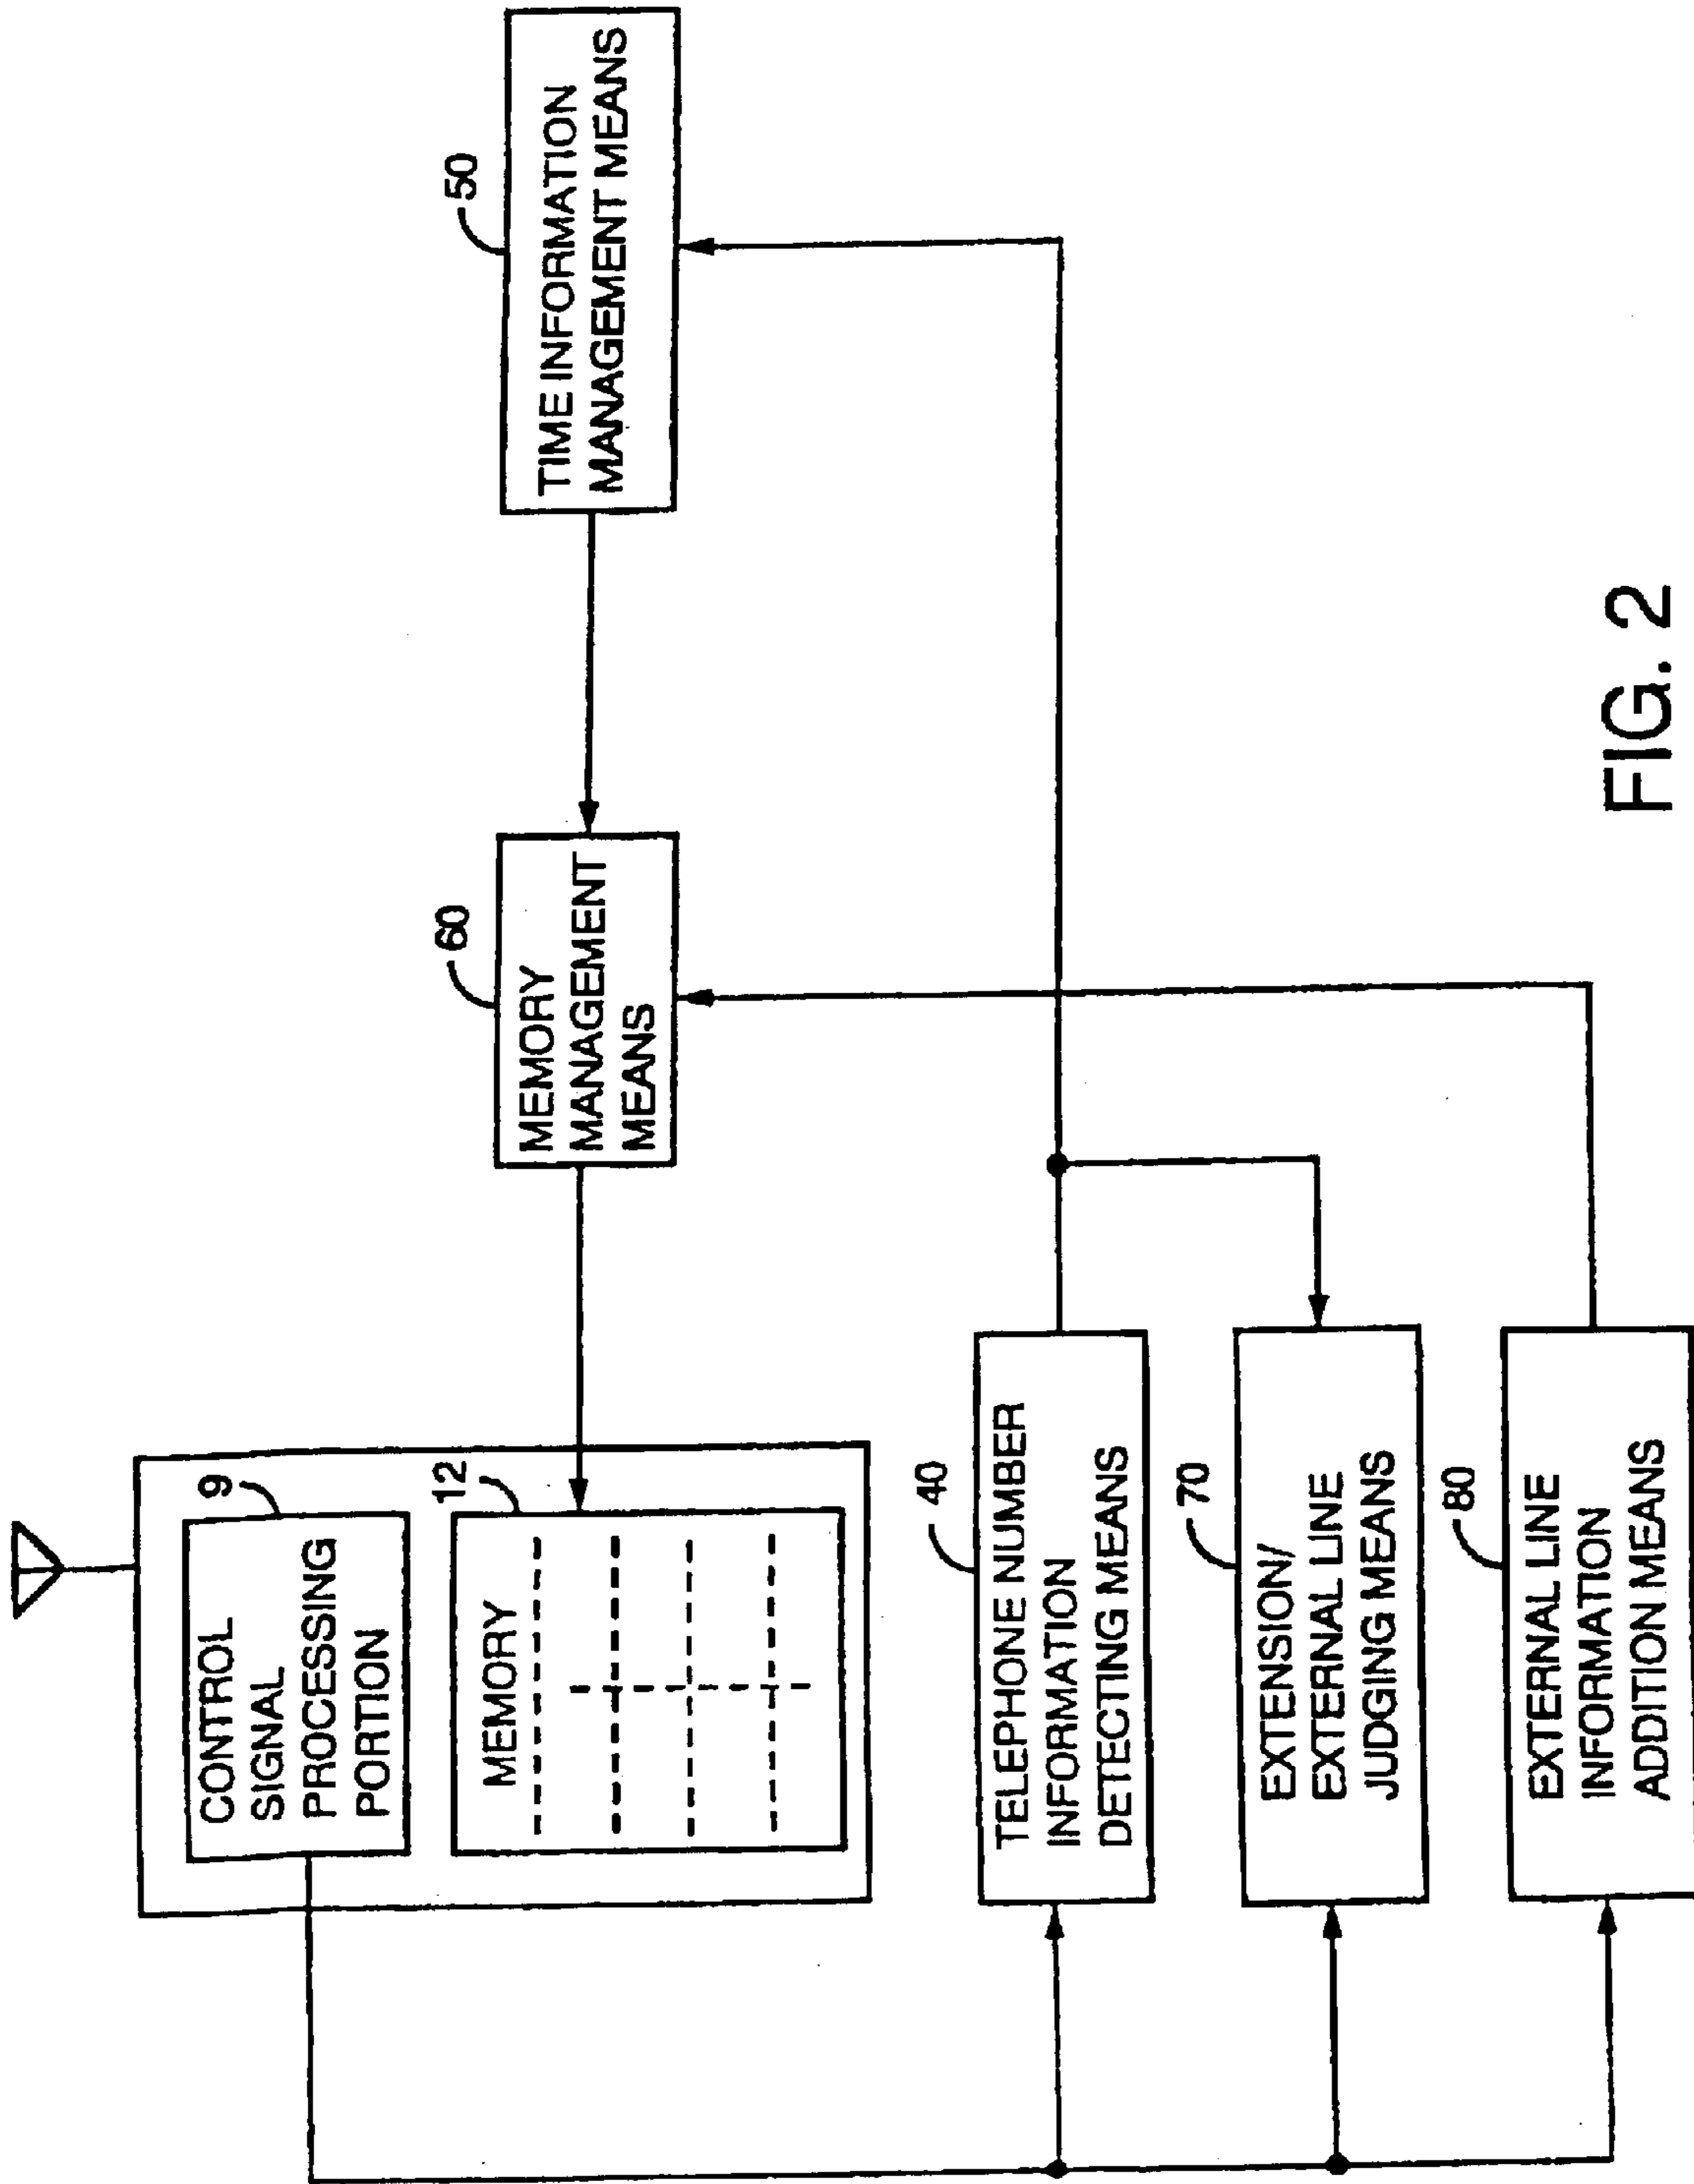 9
CONTROL
SIGNAL
PROCESSING
PORTION
12
MEMORY
60
MEMORY
MANAGEMENT
MEANS
50
TIME INFORMATION
MANAGEMENT MEANS
40
TELEPHONE NUMBER
INFORMATION
DETECTING MEANS
70
EXTENSION/
EXTERNAL LINE
JUDGING MEANS
80
EXTERNAL LINE
INFORMATION
ADDITION MEANS
FIG. 2